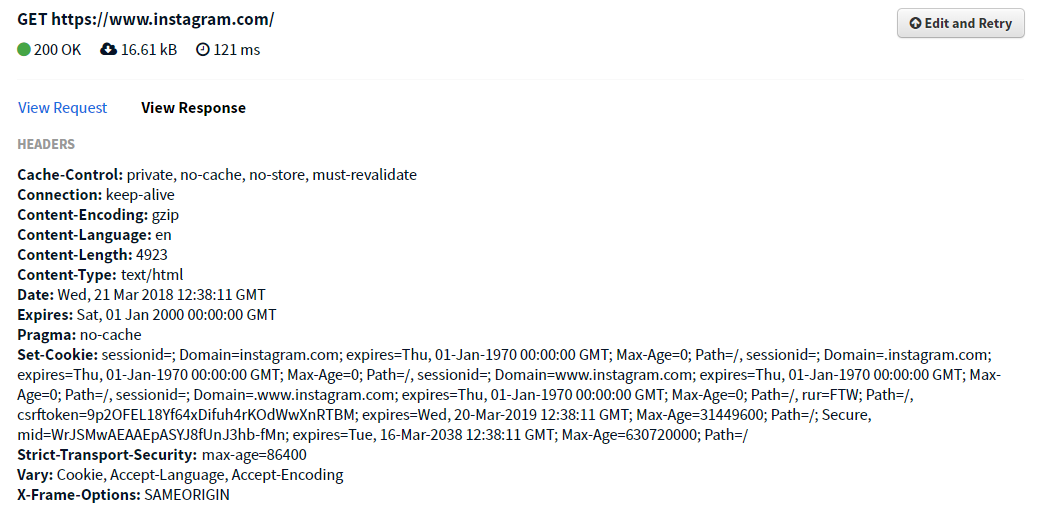 GET https://www.instagram.com/
Edit and Retry
200 OK 16.61 kB 121 ms
View Request View Response
HEADERS
Cache-Control: private, no-cache, no-store, must-revalidate
Connection: keep-alive
Content-Encoding: gzip
Content-Language: en
Content-Length: 4923
Content-Type: text/html
Date: Wed, 21 Mar 2018 12:38:11 GMT
Expires: Sat, 01 Jan 2000 00:00:00 GMT
Pragma: no-cache
Set-Cookie: sessionid=; Domain=instagram.com; expires=Thu, 01-Jan-1970 00:00:00 GMT; Max-Age=0; Path=/, sessionid=; Domain=.instagram.com;
expires=Thu, 01-Jan-1970 00:00:00 GMT; Max-Age=0; Path=/, sessionid=; Domain=www.instagram.com; expires=Thu, 01-Jan-1970 00:00:00 GMT; Max-
Age=0; Path=/, sessionid=; Domain=.www.instagram.com; expires=Thu, 01-Jan-1970 00:00:00 GMT; Max-Age=0; Path=/, rur=FTW; Path=/,
csrftoken=9p2OFEL18Yf64xDifuh4rKOdWwXnRTBM; expires=Wed, 20-Mar-2019 12:38:11 GMT; Max-Age=31449600; Path=/; Secure,
mid=WrJSMwAEAAEpASYJ8fUnJ3hb-fMn; expires=Tue, 16-Mar-2038 12:38:11 GMT; Max-Age=630720000; Path=/
Strict-Transport-Security: max-age=86400
Vary: Cookie, Accept-Language, Accept-Encoding
X-Frame-Options: SAMEORIGIN